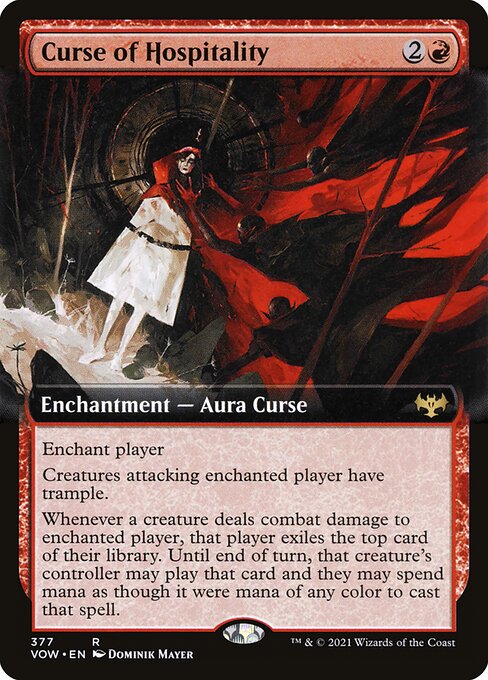 Curse of Hospitality 2
Enchantment — Aura Curse
Enchant player
Creatures attacking enchanted player have
trample.
Whenever a creature deals combat damage to
enchanted player, that player exiles the top card
of their library. Until end of turn, that creature's
controller may play that card and they may spend
mana as though it were mana of any color to cast
that spell.
377 R
VOW • EN Dominik Mayer
™ & © 2021 Wizards of the Coast